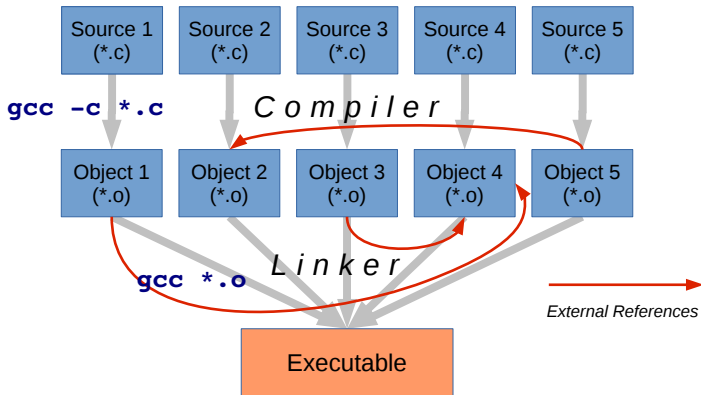 Source 1
(*.c)
Source 2
(*.c)
Source 3
(*.c)
Source 4
(*.c)
Source 5
(*.c)
gcc -c *.c
Compiler
Object 1
(*.o)
Object 2
(*.o)
Object 3
(*.o)
Object 4
(*.o)
Object 5
(*.o)
Linker
gcc *.o
External References
Executable